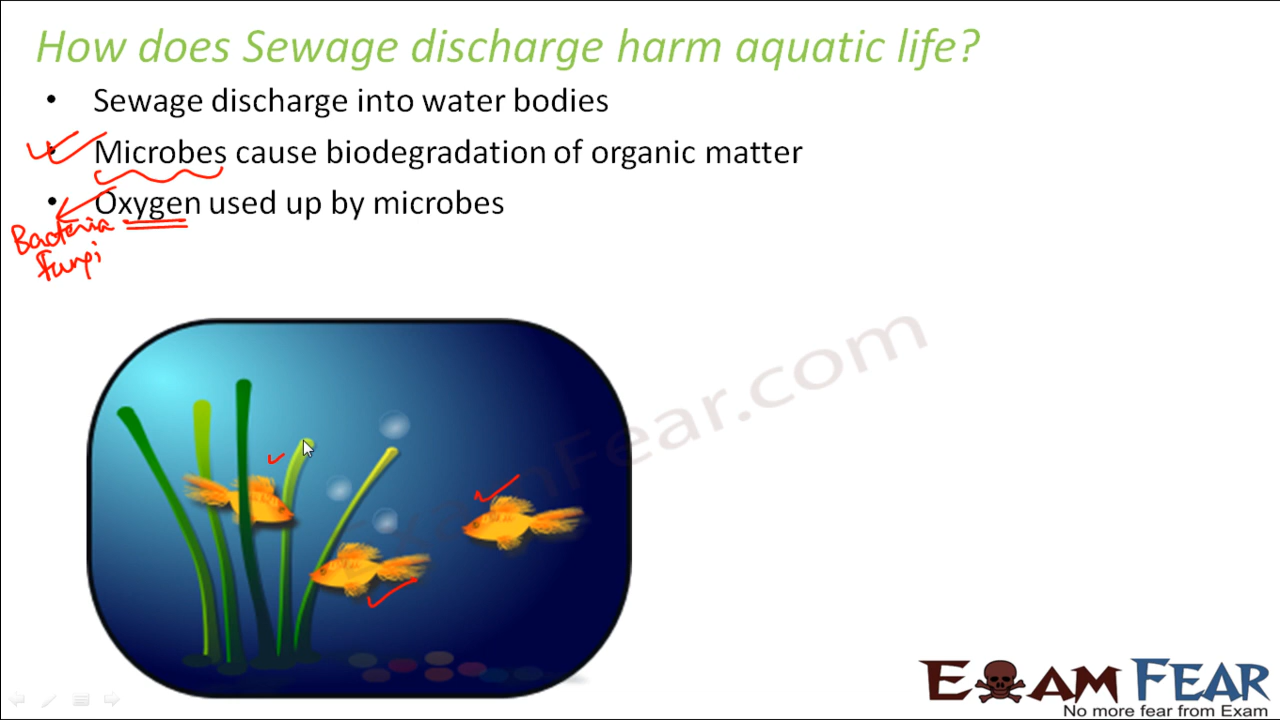 How does Sewage discharge harm aquatic life?
• Sewage discharge into water bodies
• Microbes cause biodegradation of organic matter
• Oxygen used up by microbes
Bacteria
fungi
ExamFear.com
EXAM FEAR
No more fear from Exam